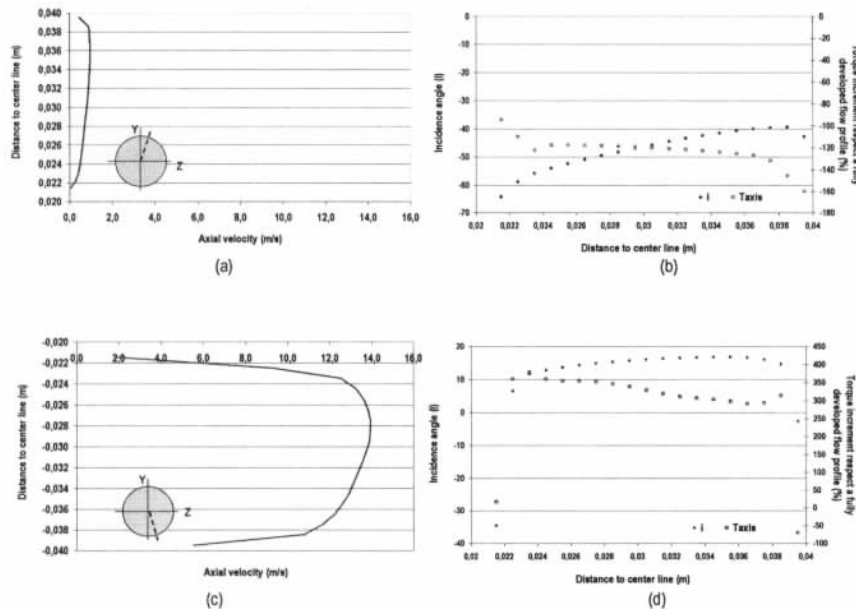 0,040
0,038
0,036
0,034
0,032
0,030
0,028
0,026
0,024
0,022
0,020
Distance to center line (m)
0,0 2,0 4,0 6,0 8,0 10,0 12,0 14,0 16,0
Axial velocity (m/s)
Y
Z
(a)
0
-10
-20
-30
-40
-50
-60
-70
Incidence angle (I)
0
-20
-40
-60
-80
-100
-120
-140
-160
-180
Torque increment respect a fully
developed flow profile (%)
I Taxis
0,02 0,022 0,024 0,026 0,028 0,03 0,032 0,034 0,036 0,038 0,04
Distance to center line (m)
(b)
-0,020
-0,022
-0,024
-0,026
-0,028
-0,030
-0,032
-0,034
-0,036
-0,038
-0,040
Distance to center line (m)
0,0 2,0 4,0 6,0 8,0 10,0 12,0 14,0 16,0
Y
Z
Axial velocity (m/s)
(c)
20
10
0
-10
-20
-30
-40
Incidence angle (I)
450
400
350
300
250
200
150
100
50
0
-50
-100
Torque increment respect a fully
developed flow profile (%)
I Taxis
0,02 0,022 0,024 0,026 0,028 0,03 0,032 0,034 0,036 0,038 0,04
Distance to center line (m)
(d)